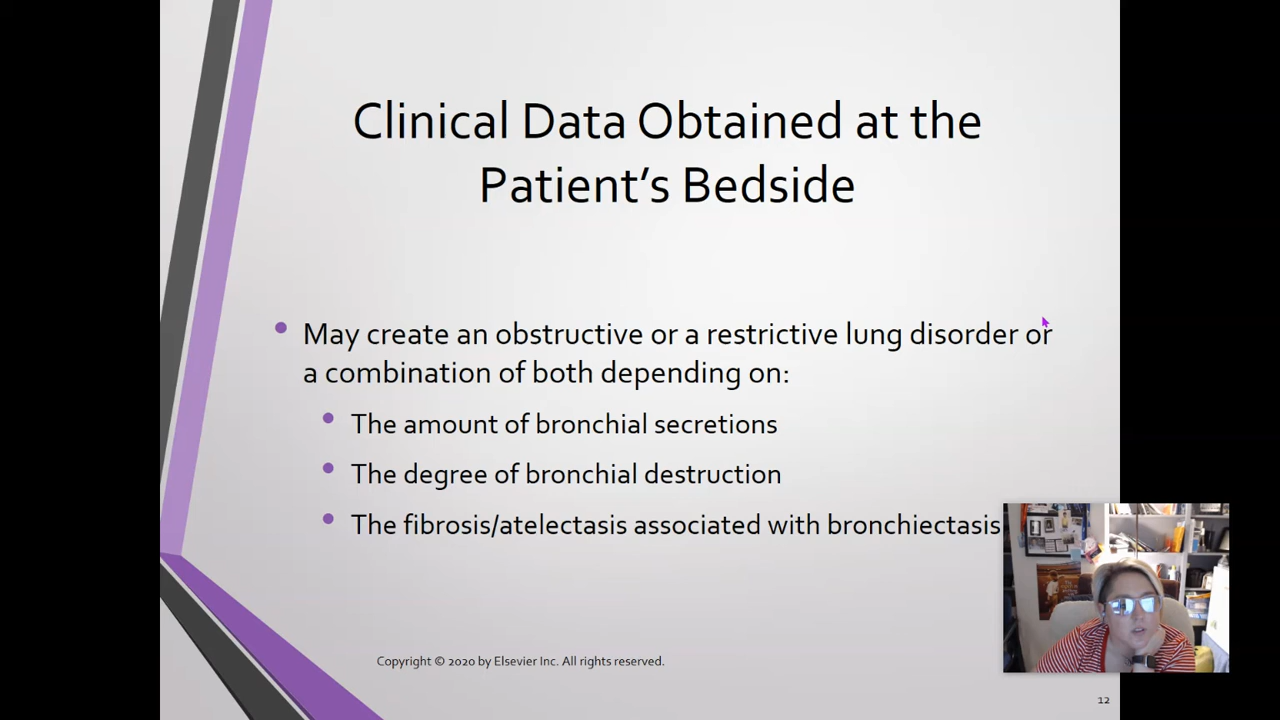 Clinical Data Obtained at the
Patient’s Bedside
• May create an obstructive or a restrictive lung disorder or
a combination of both depending on:
• The amount of bronchial secretions
• The degree of bronchial destruction
• The fibrosis/atelectasis associated with bronchiectasis
Copyright © 2020 by Elsevier Inc. All rights reserved.
12